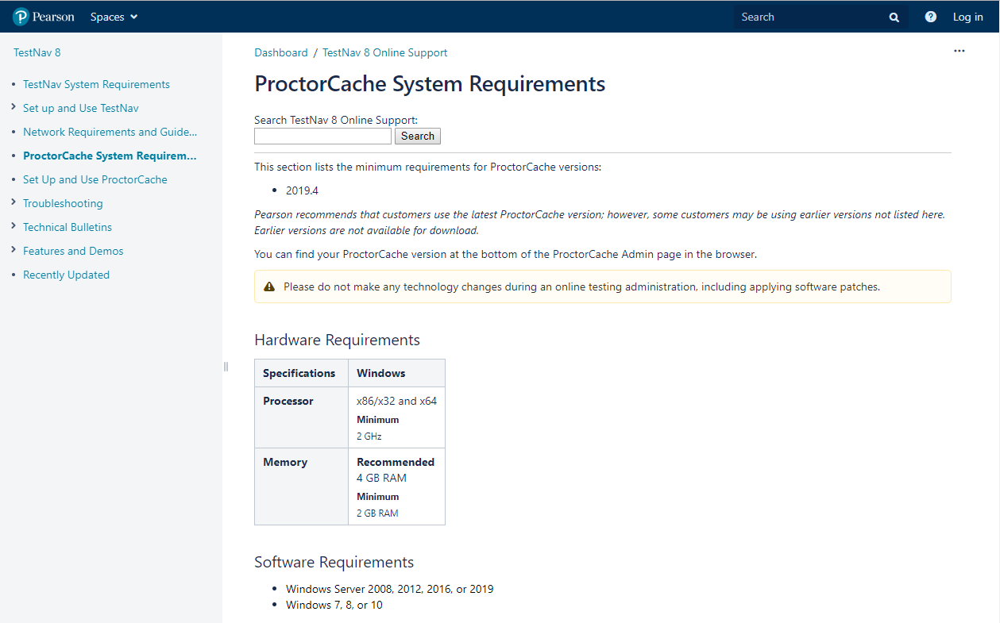 Pearson Spaces Search Log in
TestNav 8
TestNav System Requirements
Set up and Use TestNav
Network Requirements and Guide...
ProctorCache System Requirem...
Set Up and Use ProctorCache
Troubleshooting
Technical Bulletins
Features and Demos
Recently Updated
Dashboard / TestNav 8 Online Support
ProctorCache System Requirements
Search TestNav 8 Online Support:
Search
This section lists the minimum requirements for ProctorCache versions:
• 2019.4
Pearson recommends that customers use the latest ProctorCache version; however, some customers may be using earlier versions not listed here.
Earlier versions are not available for download.
You can find your ProctorCache version at the bottom of the ProctorCache Admin page in the browser.
Please do not make any technology changes during an online testing administration, including applying software patches.
Hardware Requirements
Specifications Windows
Processor x86/x32 and x64
Minimum
2 GHz
Memory Recommended
4 GB RAM
Minimum
2 GB RAM
Software Requirements
• Windows Server 2008, 2012, 2016, or 2019
• Windows 7, 8, or 10